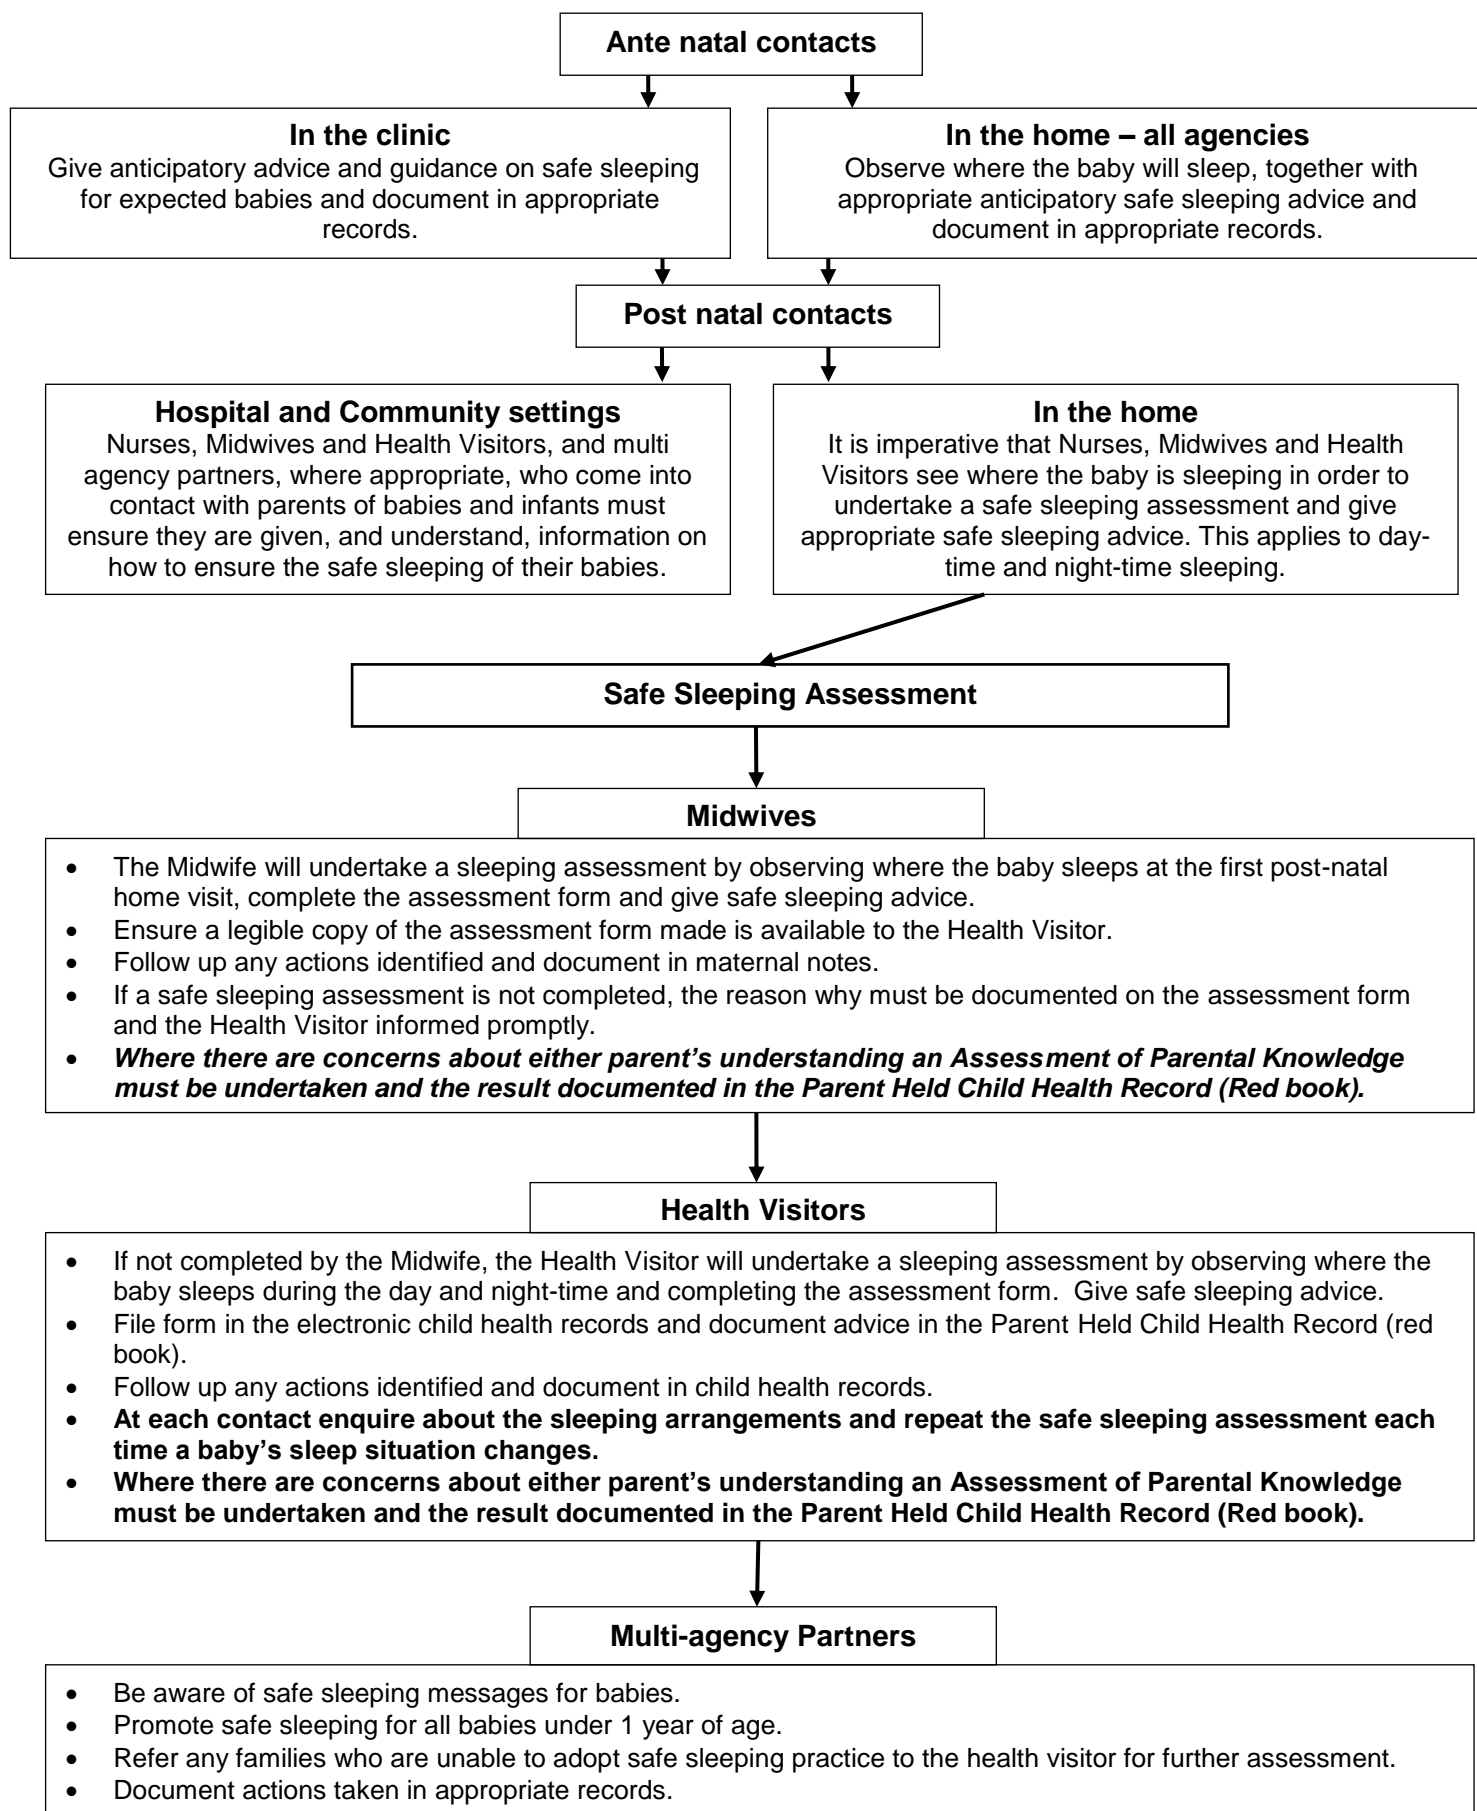 Ante natal contacts
In the clinic
Give anticipatory advice and guidance on safe sleeping
for expected babies and document in appropriate
records.
In the home – all agencies
Observe where the baby will sleep, together with
appropriate anticipatory safe sleeping advice and
document in appropriate records.
Post natal contacts
Hospital and Community settings
Nurses, Midwives and Health Visitors, and multi
agency partners, where appropriate, who come into
contact with parents of babies and infants must
ensure they are given, and understand, information on
how to ensure the safe sleeping of their babies.
In the home
It is imperative that Nurses, Midwives and Health
Visitors see where the baby is sleeping in order to
undertake a safe sleeping assessment and give
appropriate safe sleeping advice. This applies to day-
time and night-time sleeping.
Safe Sleeping Assessment
Midwives
• The Midwife will undertake a sleeping assessment by observing where the baby sleeps at the first post-natal
home visit, complete the assessment form and give safe sleeping advice.
• Ensure a legible copy of the assessment form made is available to the Health Visitor.
• Follow up any actions identified and document in maternal notes.
• If a safe sleeping assessment is not completed, the reason why must be documented on the assessment form
and the Health Visitor informed promptly.
• Where there are concerns about either parent's understanding an Assessment of Parental Knowledge
must be undertaken and the result documented in the Parent Held Child Health Record (Red book).
Health Visitors
• If not completed by the Midwife, the Health Visitor will undertake a sleeping assessment by observing where the
baby sleeps during the day and night-time and completing the assessment form.  Give safe sleeping advice.
• File form in the electronic child health records and document advice in the Parent Held Child Health Record (red
book).
• Follow up any actions identified and document in child health records.
• At each contact enquire about the sleeping arrangements and repeat the safe sleeping assessment each
time a baby's sleep situation changes.
• Where there are concerns about either parent's understanding an Assessment of Parental Knowledge
must be undertaken and the result documented in the Parent Held Child Health Record (Red book).
Multi-agency Partners
• Be aware of safe sleeping messages for babies.
• Promote safe sleeping for all babies under 1 year of age.
• Refer any families who are unable to adopt safe sleeping practice to the health visitor for further assessment.
• Document actions taken in appropriate records.